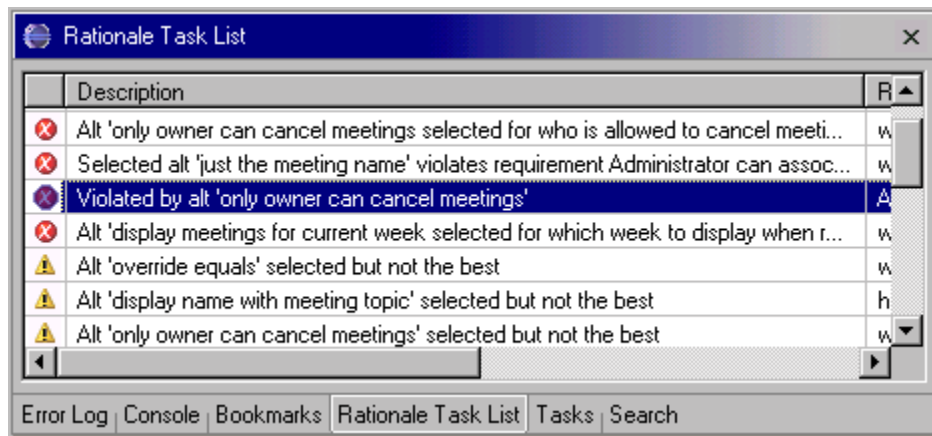 Rationale Task List
Description R
Alt 'only owner can cancel meetings selected for who is allowed to cancel meeti... w
Selected alt 'just the meeting name' violates requirement Administrator can assoc... w
Violated by alt 'only owner can cancel meetings' A
Alt 'display meetings for current week selected for which week to display when r... w
Alt 'override equals' selected but not the best w
Alt 'display name with meeting topic' selected but not the best h
Alt 'only owner can cancel meetings' selected but not the best w
Error Log Console Bookmarks Rationale Task List Tasks Search